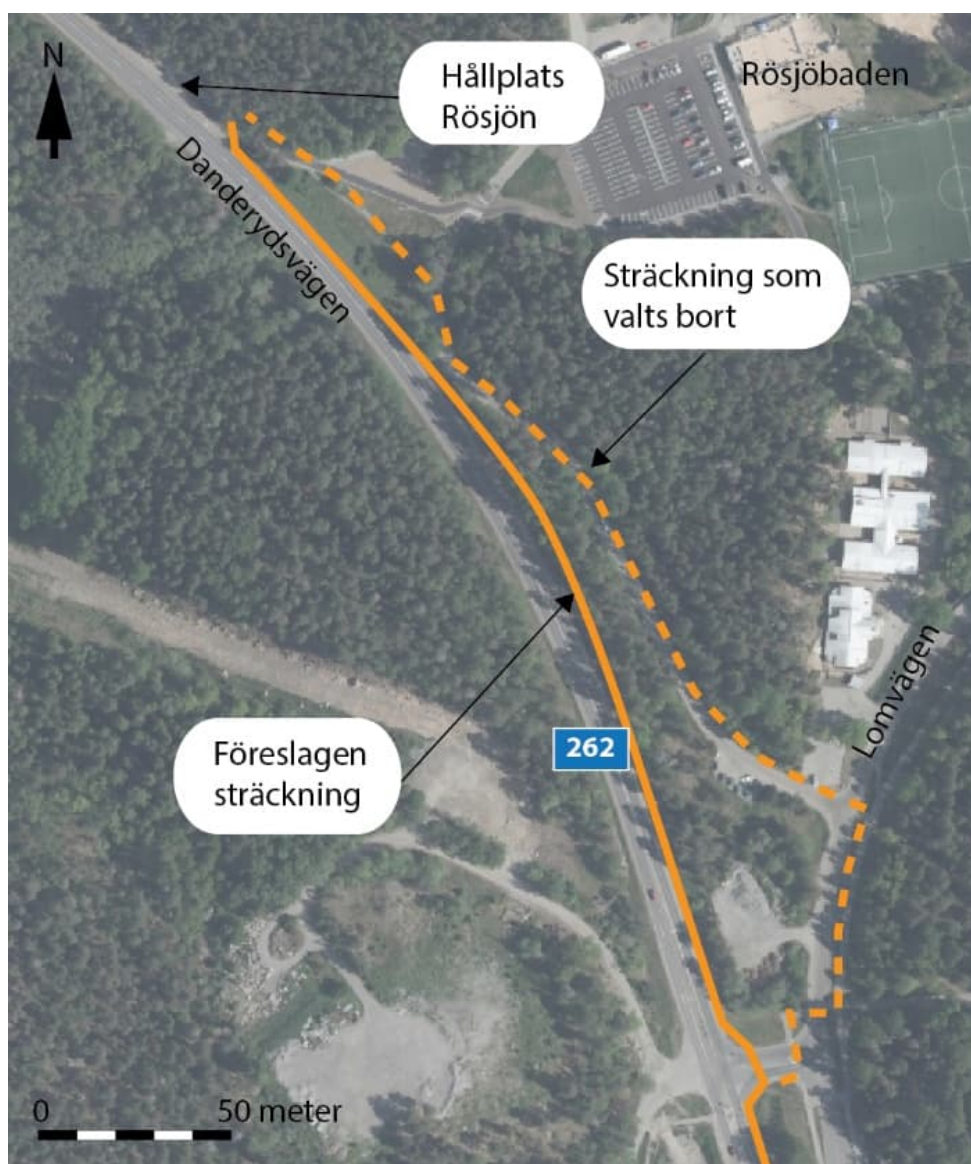 N
Hållplats
Rösjön
Rösjöbaden
Danderydsvägen
Sträckning som
valts bort
Lomvägen
Föreslagen
sträckning
262
0 50 meter